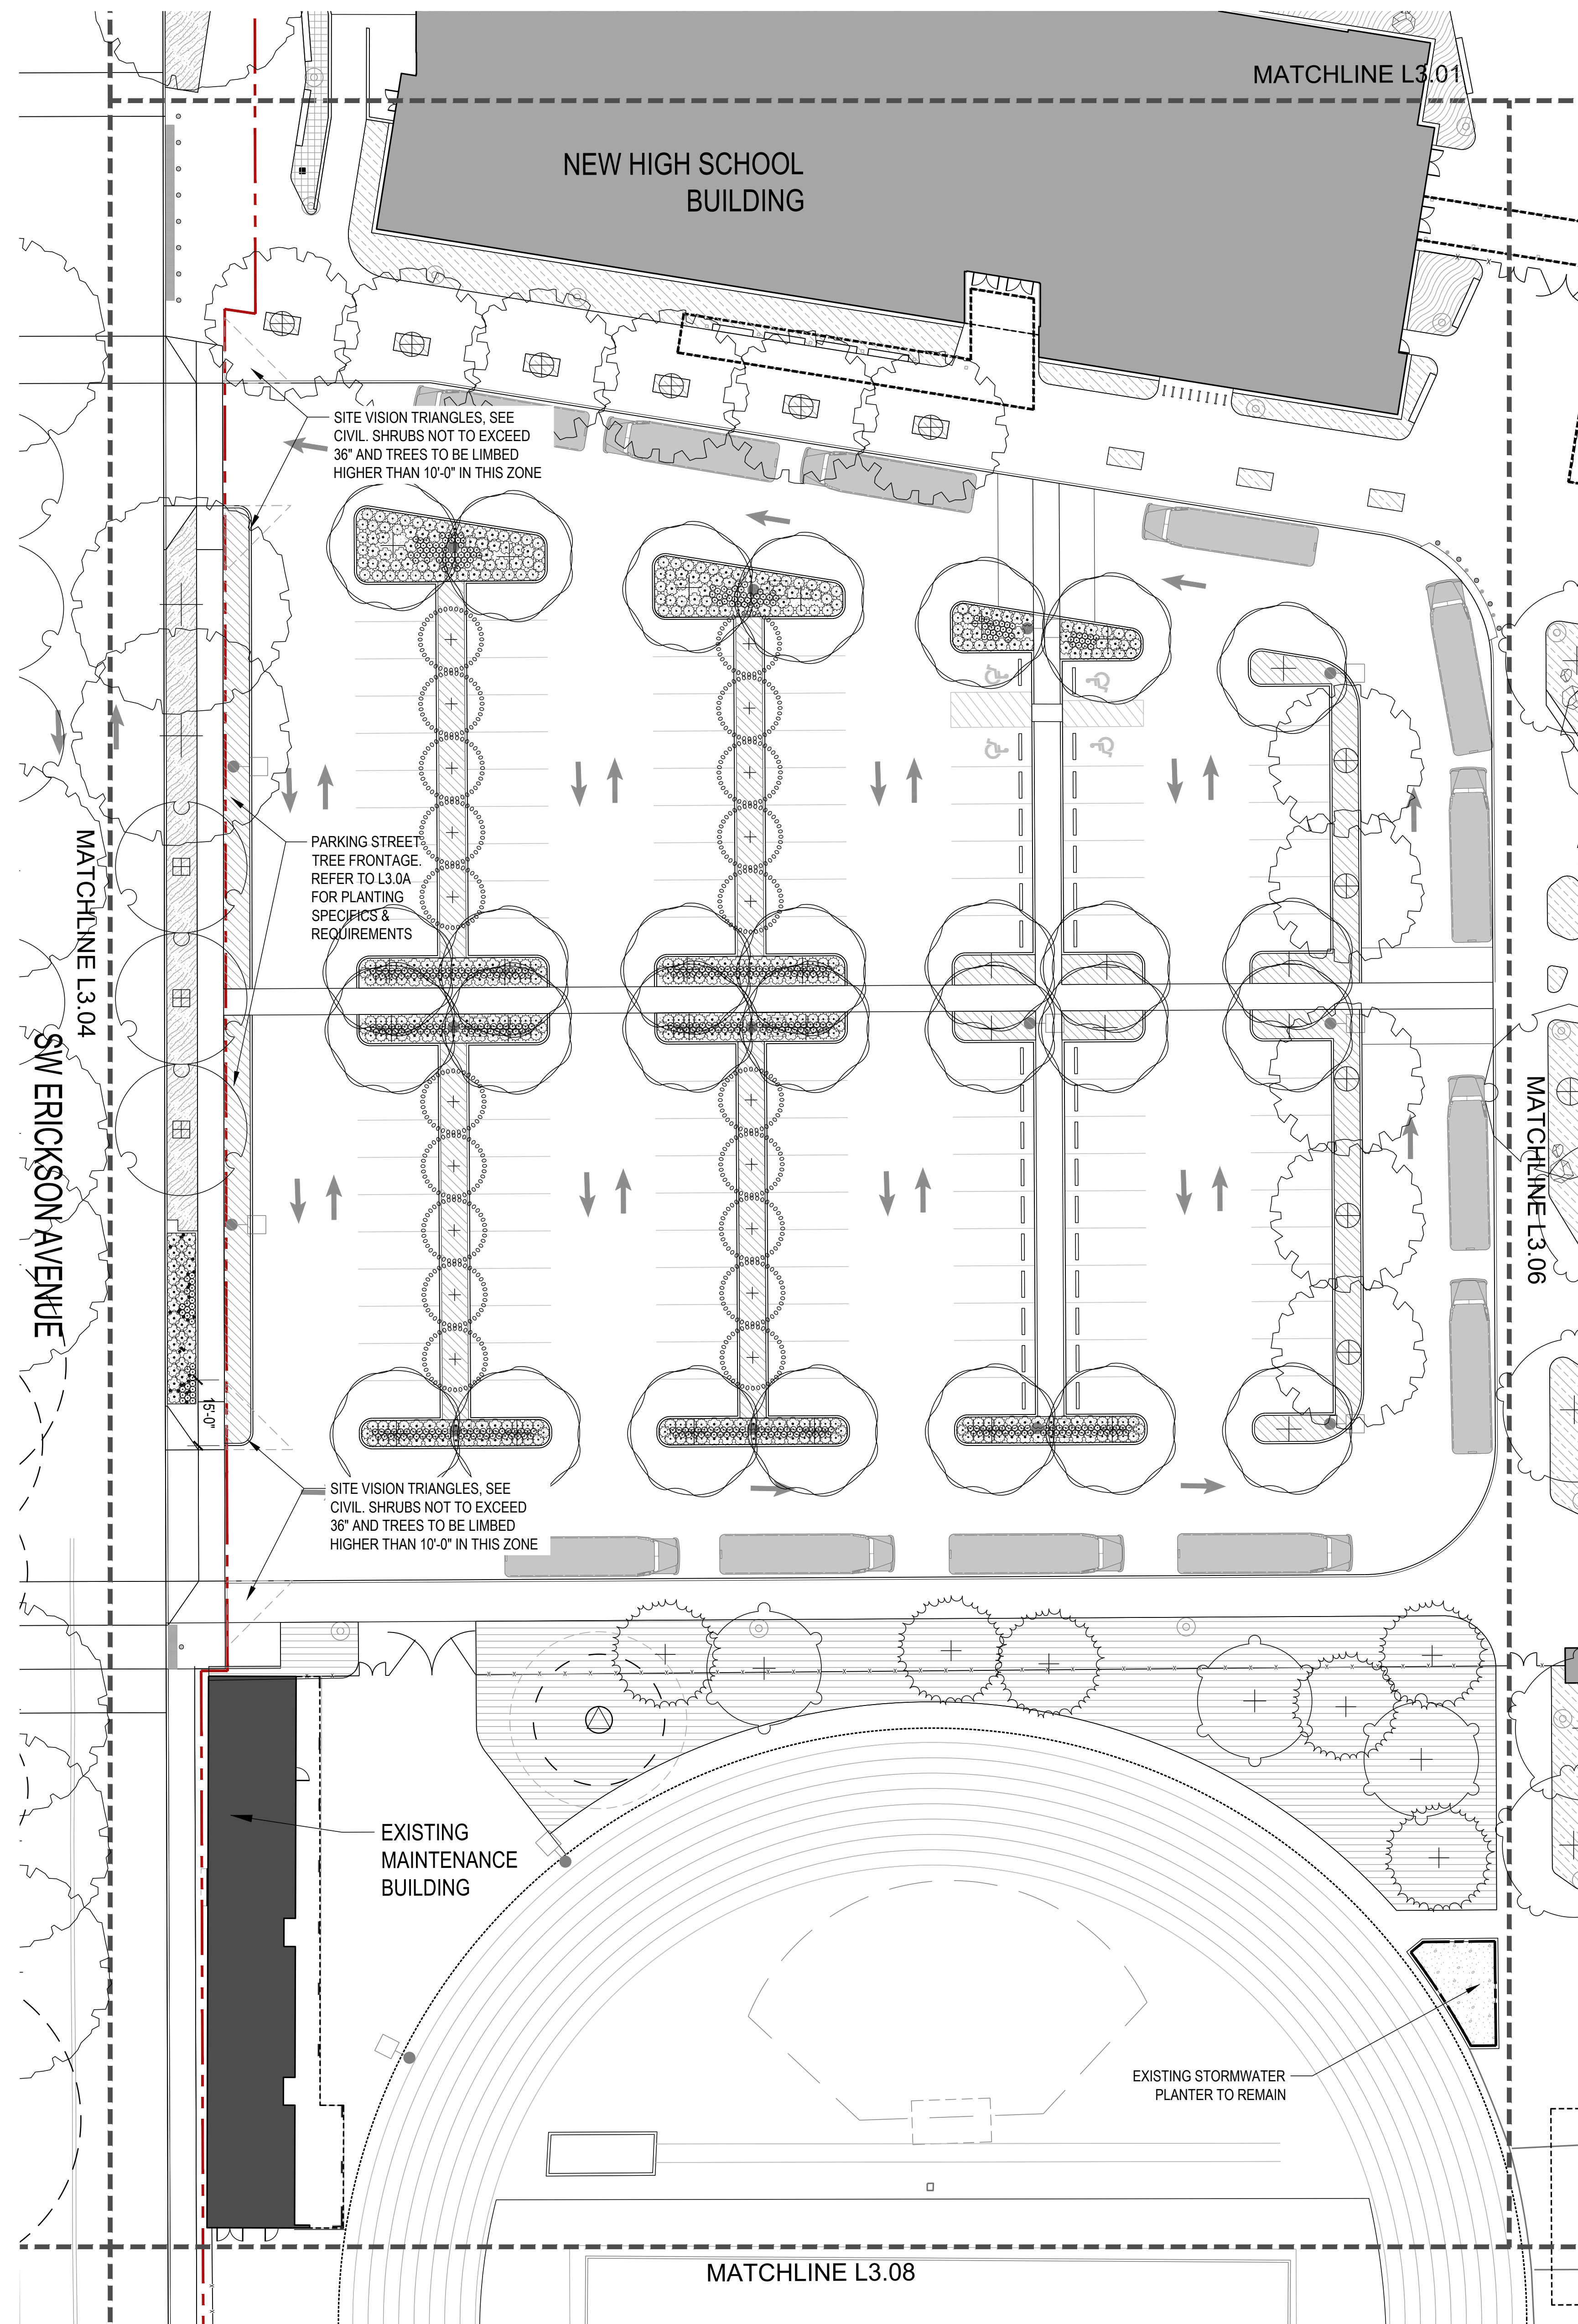 MATCHLINE L3.01
NEW HIGH SCHOOL
BUILDING
SITE VISION TRIANGLES, SEE
CIVIL. SHRUBS NOT TO EXCEED
36" AND TREES TO BE LIMBED
HIGHER THAN 10'-0" IN THIS ZONE
PARKING STREET
TREE FRONTAGE.
REFER TO L3.0A
FOR PLANTING
SPECIFICS &
REQUIREMENTS
MATCHLINE L3.04
SW ERICKSON AVENUE
MATCHLINE L3.06
15'-0"
SITE VISION TRIANGLES, SEE
CIVIL. SHRUBS NOT TO EXCEED
36" AND TREES TO BE LIMBED
HIGHER THAN 10'-0" IN THIS ZONE
EXISTING
MAINTENANCE
BUILDING
EXISTING STORMWATER
PLANTER TO REMAIN
MATCHLINE L3.08